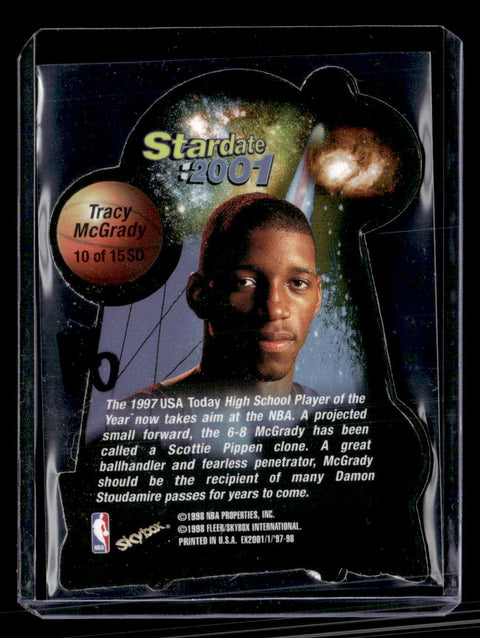 Stardate
:2001
Tracy
McGrady
10 of 15 SD
The 1997 USA Today High School Player of the
Year now takes aim at the NBA. A projected
small forward, the 6-8 McGrady has been
called a Scottie Pippen clone. A great
ballhandler and fearless penetrator, McGrady
should be the recipient of many Damon
Stoudamire passes for years to come.
©1998 NBA PROPERTIES, INC.
©1998 FLEER/SKYBOX INTERNATIONAL.
PRINTED IN U.S.A. EX2001/1/'97-98
NBA
SKYBOX